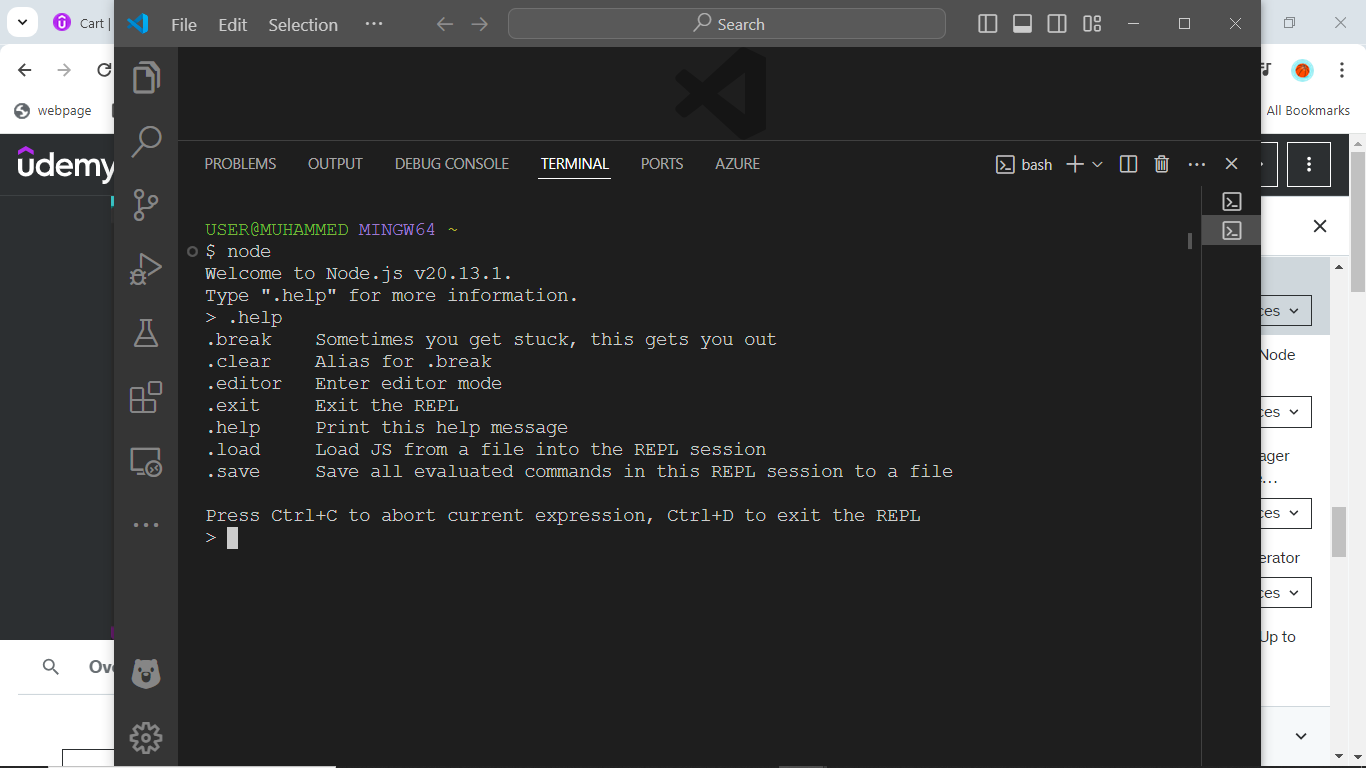 Cart |
File Edit Selection ···
Search
webpage
All Bookmarks
ûdemy
PROBLEMS OUTPUT DEBUG CONSOLE TERMINAL PORTS AZURE
bash
USER@MUHAMMED MINGW64 ~
$ node
Welcome to Node.js v20.13.1.
Type ".help" for more information.
> .help
.break    Sometimes you get stuck, this gets you out
.clear    Alias for .break
.editor   Enter editor mode
.exit     Exit the REPL
.help     Print this help message
.load     Load JS from a file into the REPL session
.save     Save all evaluated commands in this REPL session to a file
Press Ctrl+C to abort current expression, Ctrl+D to exit the REPL
>
ces
Node
ces
ager
e...
ces
erator
ces
Up to
Ove